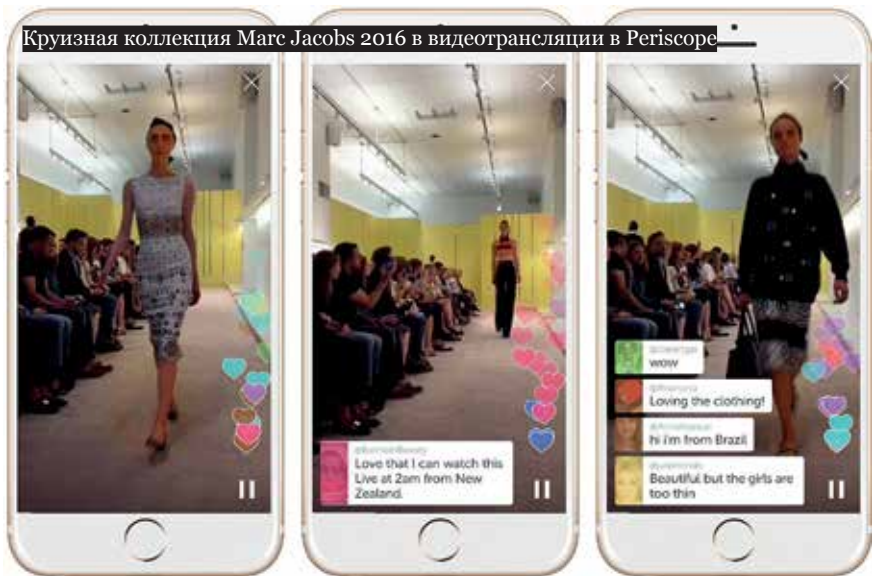 Круизная коллекция Marc Jacobs 2016 в видеотрансляции в Periscope
Love that I can watch this
Live at 2am from New
Zealand.
wow
Loving the clothing!
hi i'm from Brazil
Beautiful but the girls are
too thin